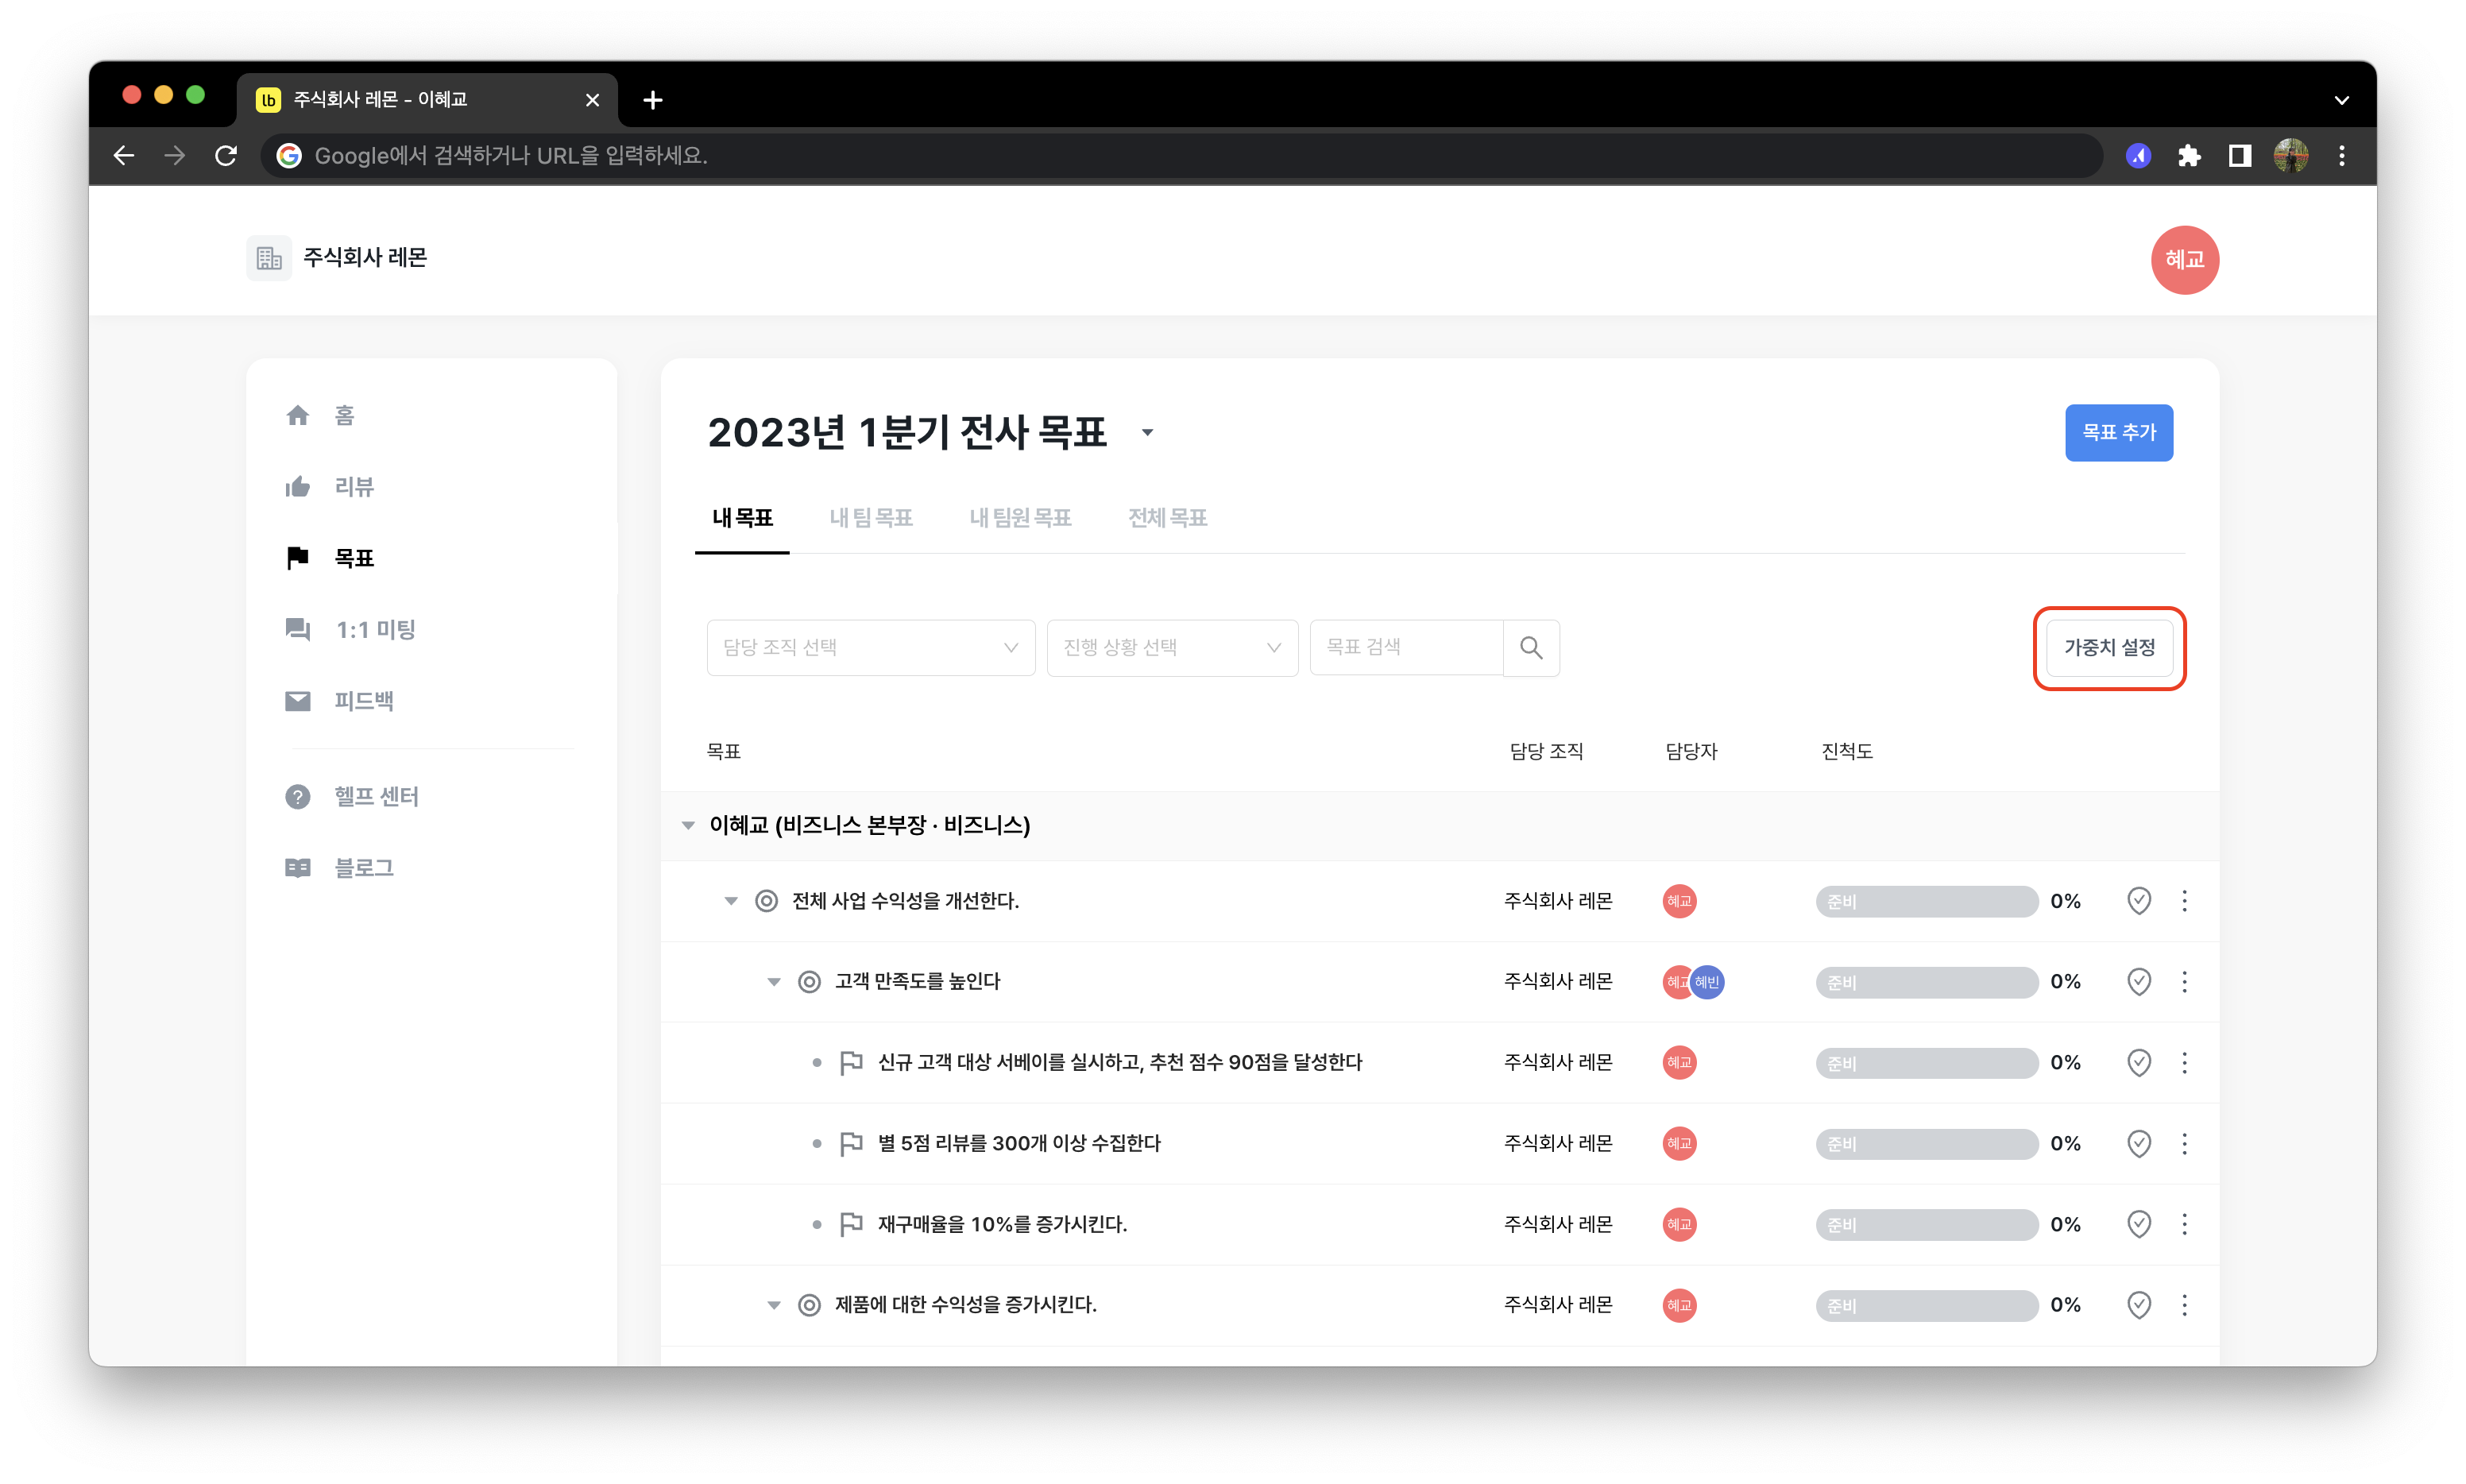 lb 주식회사 레몬 – 이혜교
Google에서 검색하거나 URL을 입력하세요.
주식회사 레몬
혜교
홈
리뷰
목표
1:1 미팅
피드백
헬프 센터
블로그
2023년 1분기 전사 목표
목표 추가
내 목표 내 팀 목표 내 팀원 목표 전체 목표
담당 조직 선택 진행 상황 선택 목표 검색 가중치 설정
목표 담당 조직 담당자 진척도
이혜교 (비즈니스 본부장 · 비즈니스)
전체 사업 수익성을 개선한다. 주식회사 레몬 혜교 준비 0%
고객 만족도를 높인다 주식회사 레몬 혜교 혜빈 준비 0%
신규 고객 대상 서베이를 실시하고, 추천 점수 90점을 달성한다 주식회사 레몬 혜교 준비 0%
별 5점 리뷰를 300개 이상 수집한다 주식회사 레몬 혜교 준비 0%
재구매율을 10%를 증가시킨다. 주식회사 레몬 혜교 준비 0%
제품에 대한 수익성을 증가시킨다. 주식회사 레몬 혜교 준비 0%